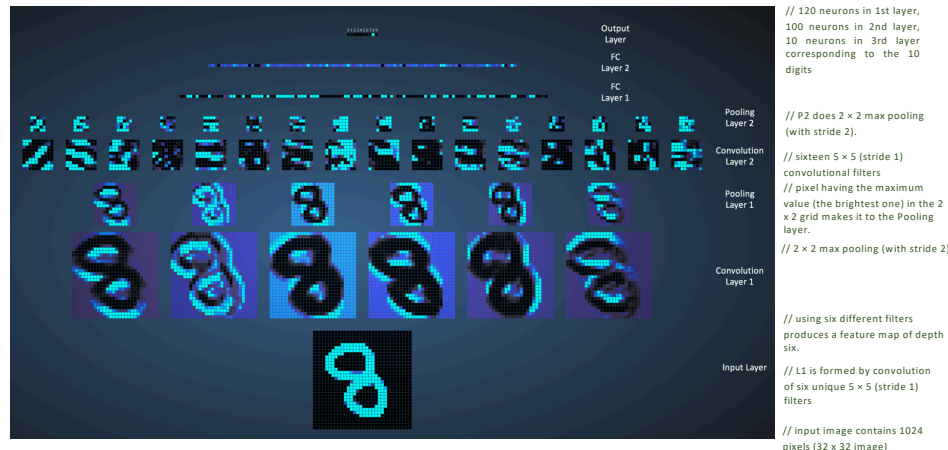 // 120 neurons in 1st layer,
100 neurons in 2nd layer,
10 neurons in 3rd layer
corresponding to the 10
digits
0123456789
Output
Layer
FC
Layer 2
FC
Layer 1
Pooling
Layer 2
// P2 does 2 × 2 max pooling
(with stride 2).
Convolution
Layer 2
// sixteen 5 × 5 (stride 1)
convolutional filters
Pooling
Layer 1
// pixel having the maximum
value (the brightest one) in the 2
x 2 grid makes it to the Pooling
layer.
// 2 × 2 max pooling (with stride 2)
Convolution
Layer 1
// using six different filters
produces a feature map of depth
six.
Input Layer
// L1 is formed by convolution
of six unique 5 × 5 (stride 1)
filters
// input image contains 1024
pixels (32 x 32 image)